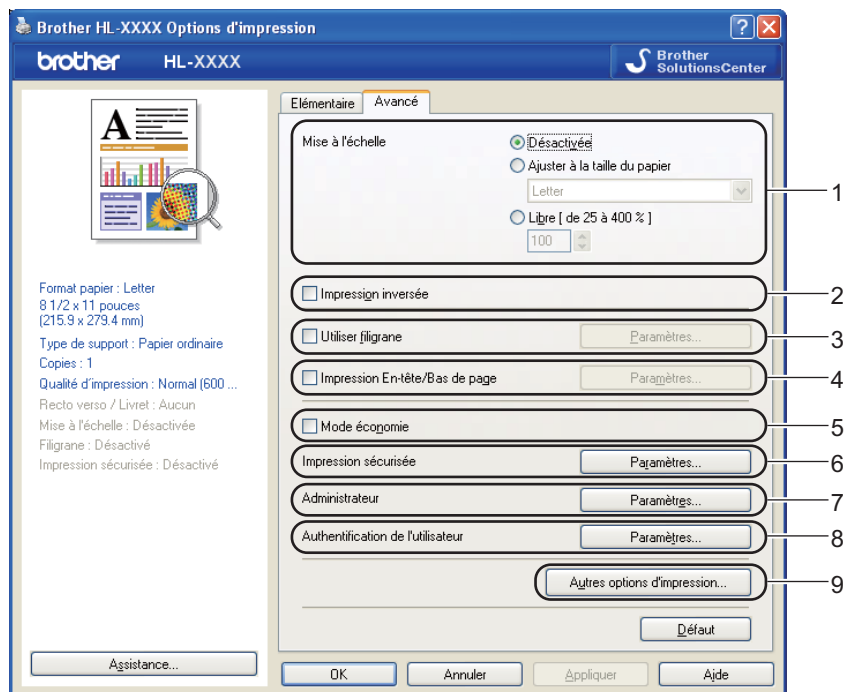 Brother HL-XXXX Options d'impression
brother HL-XXXX
Brother
SolutionsCenter
A
Format papier : Letter
8 1/2 x 11 pouces
(215.9 x 279.4 mm)
Type de support : Papier ordinaire
Copies : 1
Qualité d'impression : Normal (600 ...
Recto verso / Livret : Aucun
Mise à l'échelle : Désactivée
Filigrane : Désactivé
Impression sécurisée : Désactivé
Assistance...
Elémentaire Avancé
Mise à l'échelle
Désactivée
Ajuster à la taille du papier
Letter
Libre [ de 25 à 400 % ]
100
1
Impression inversée
2
Utiliser filigrane Paramètres...
3
Impression En-tête/Bas de page Paramètres...
4
Mode économie
5
Impression sécurisée Paramètres...
6
Administrateur Paramètres...
7
Authentification de l'utilisateur Paramètres...
8
Autres options d'impression...
9
Défaut
OK Annuler Appliquer Aide